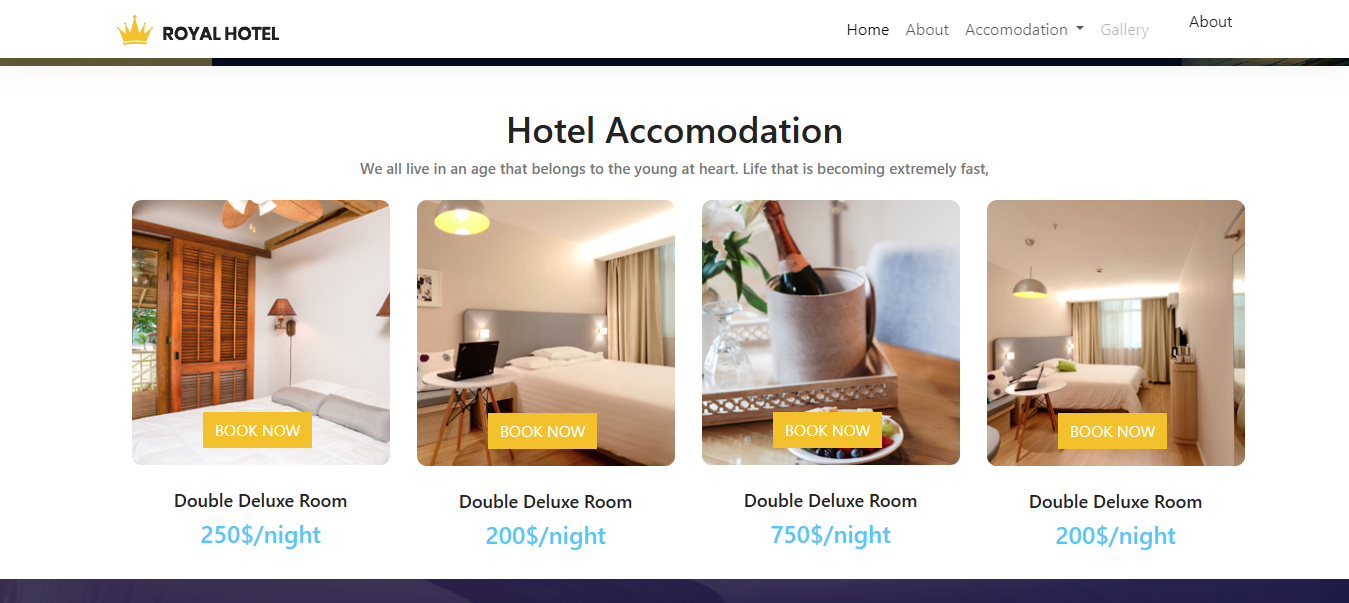 ROYAL HOTEL
Home About Accomodation Gallery About
Hotel Accomodation
We all live in an age that belongs to the young at heart. Life that is becoming extremely fast,
BOOK NOW BOOK NOW BOOK NOW BOOK NOW
Double Deluxe Room Double Deluxe Room Double Deluxe Room Double Deluxe Room
250$/night 200$/night 750$/night 200$/night